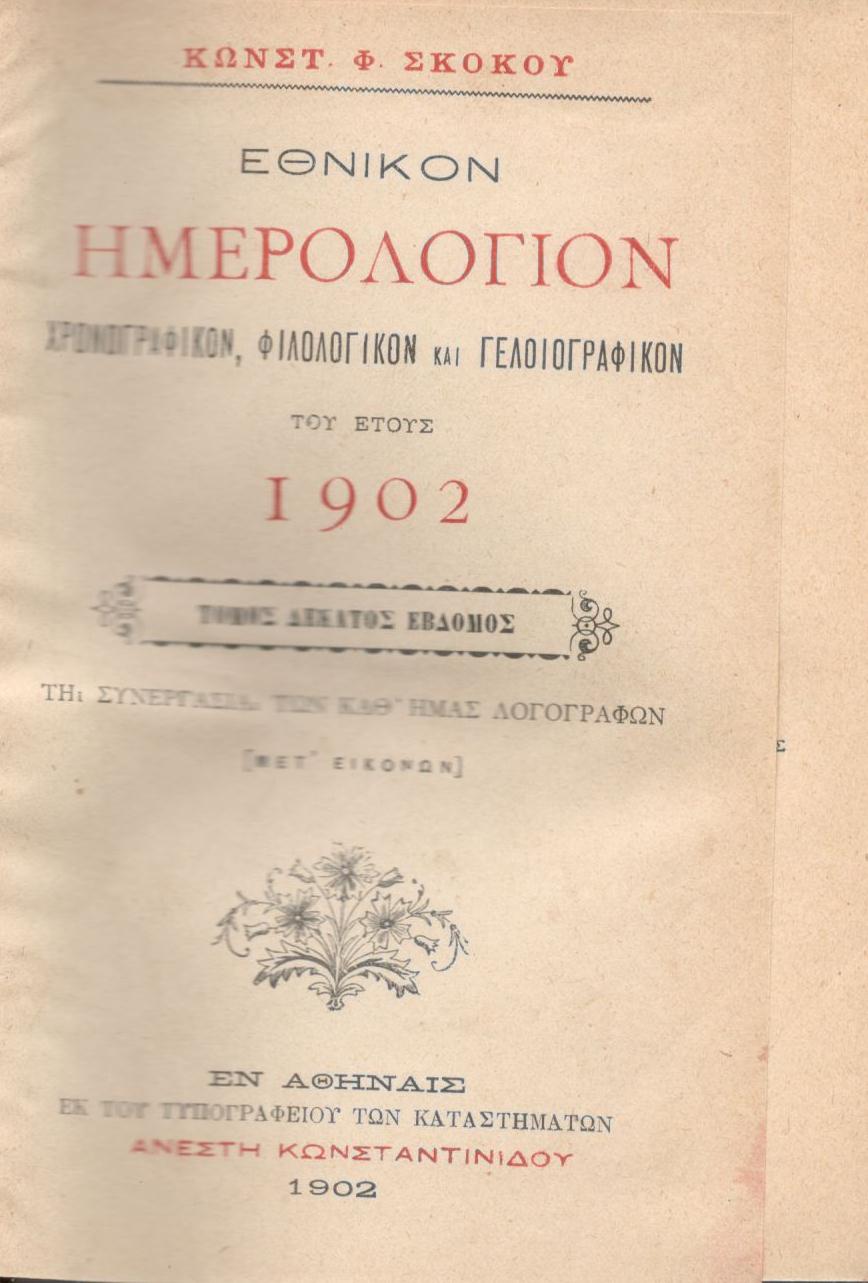 ΚΩΝΣΤ. Φ. ΣΚΟΚΟΥ
ΕΘΝΙΚΟΝ
ΗΜΕΡΟΛΟΓΙΟΝ
ΧΡΟΝΟΓΡΑΦΙΚΟΝ, ΦΙΛΟΛΟΓΙΚΟΝ ΚΑΙ ΓΕΛΟΙΟΓΡΑΦΙΚΟΝ
ΤΟΥ ΕΤΟΥΣ
1902
ΤΟΜΟΣ ΔΕΚΑΤΟΣ ΕΒΔΟΜΟΣ
ΤΗι ΣΥΝΕΡΓΑΣΙΑι ΤΩΝ ΚΑΘ' ΗΜΑΣ ΛΟΓΟΓΡΑΦΩΝ
[ΜΕΤ' ΕΙΚΟΝΩΝ]
Σ
ΕΝ ΑΘΗΝΑΙΣ
ΕΚ ΤΟΥ ΤΥΠΟΓΡΑΦΕΙΟΥ ΤΩΝ ΚΑΤΑΣΤΗΜΑΤΩΝ
ΑΝΕΣΤΗ ΚΩΝΣΤΑΝΤΙΝΙΔΟΥ
1902